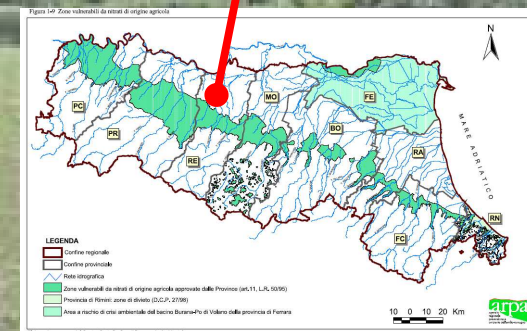 Figura 1-9 Zone vulnerabili da nitrati di origine agricola
N
PC
PR
RE
MO
BO
FE
RA
FC
RN
MARE ADRIATICO
LEGENDA
Confine regionale
Confine provinciale
Rete idrografica
Zone vulnerabili da nitrati di origine agricola approvate dalle Province (art.11, L.R. 50/95)
Provincia di Rimini: zone di divieto (D.C.P. 27/98)
Area a rischio di crisi ambientale del bacino Burana-Po di Volano della provincia di Ferrara
10 0 10 20 Km
arpa